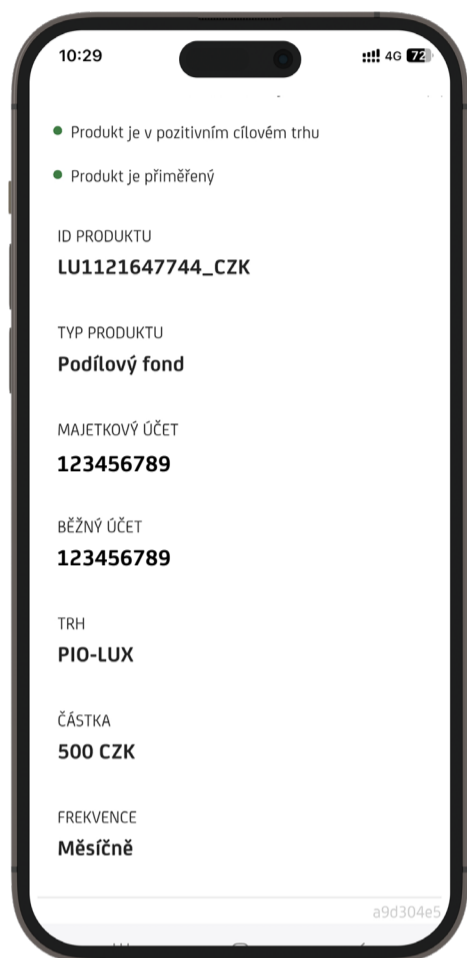 10:29
4G 72
Produkt je v pozitivním cílovém trhu
Produkt je přiměřený
ID PRODUKTU
LU1121647744_CZK
TYP PRODUKTU
Podílový fond
MAJETKOVÝ ÚČET
123456789
BĚŽNÝ ÚČET
123456789
TRH
PIO-LUX
ČÁSTKA
500 CZK
FREKVENCE
Měsíčně
a9d304e5